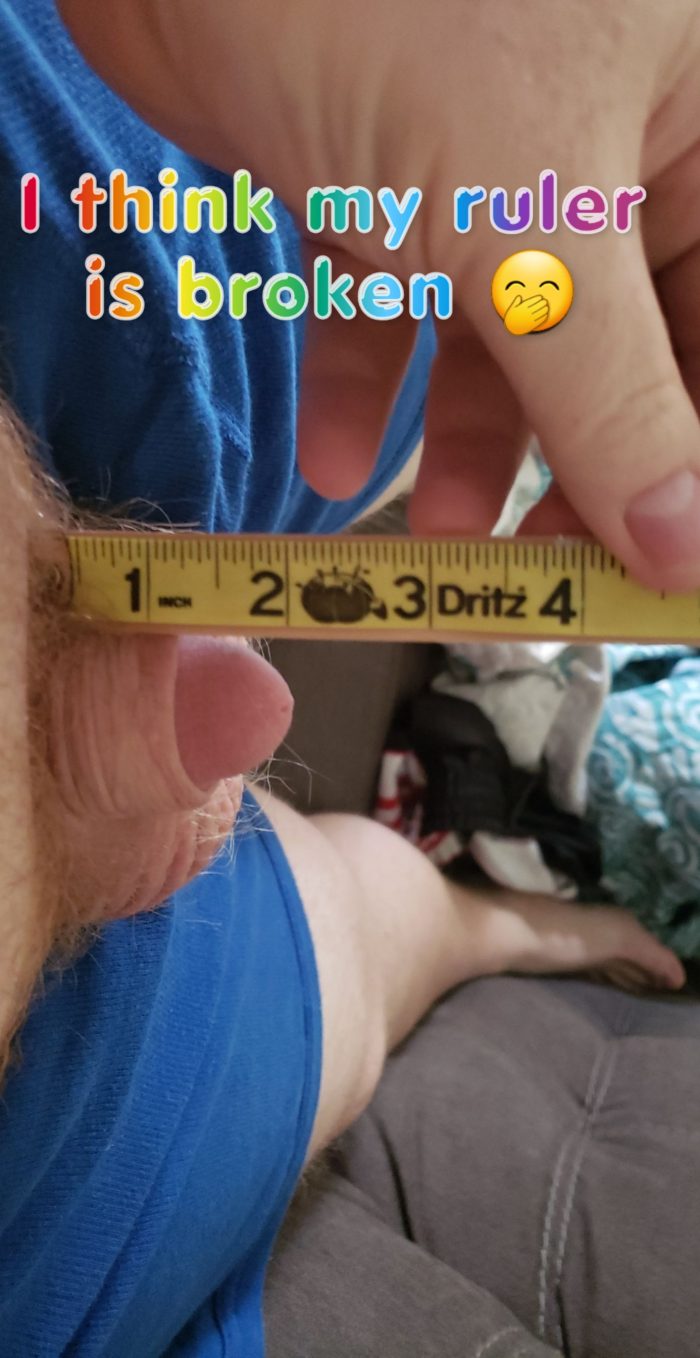 I think my ruler
is broken 🤭
1 INCH 2 3 Dritz 4